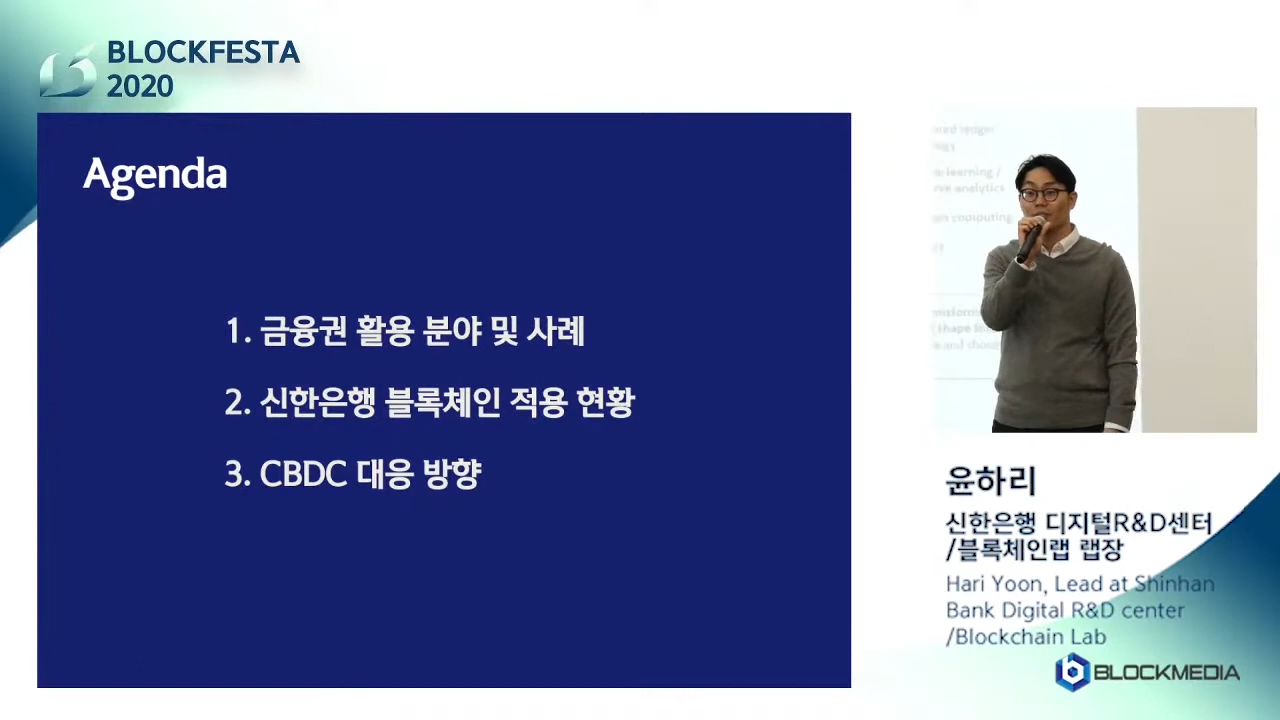 BLOCKFESTA
2020
Agenda
1. 금융권 활용 분야 및 사례
2. 신한은행 블록체인 적용 현황
3. CBDC 대응 방향
learning /
analytics
윤하리
신한은행 디지털R&D센터
/블록체인랩 랩장
Hari Yoon, Lead at Shinhan
Bank Digital R&D center
/Blockchain Lab
BLOCKMEDIA